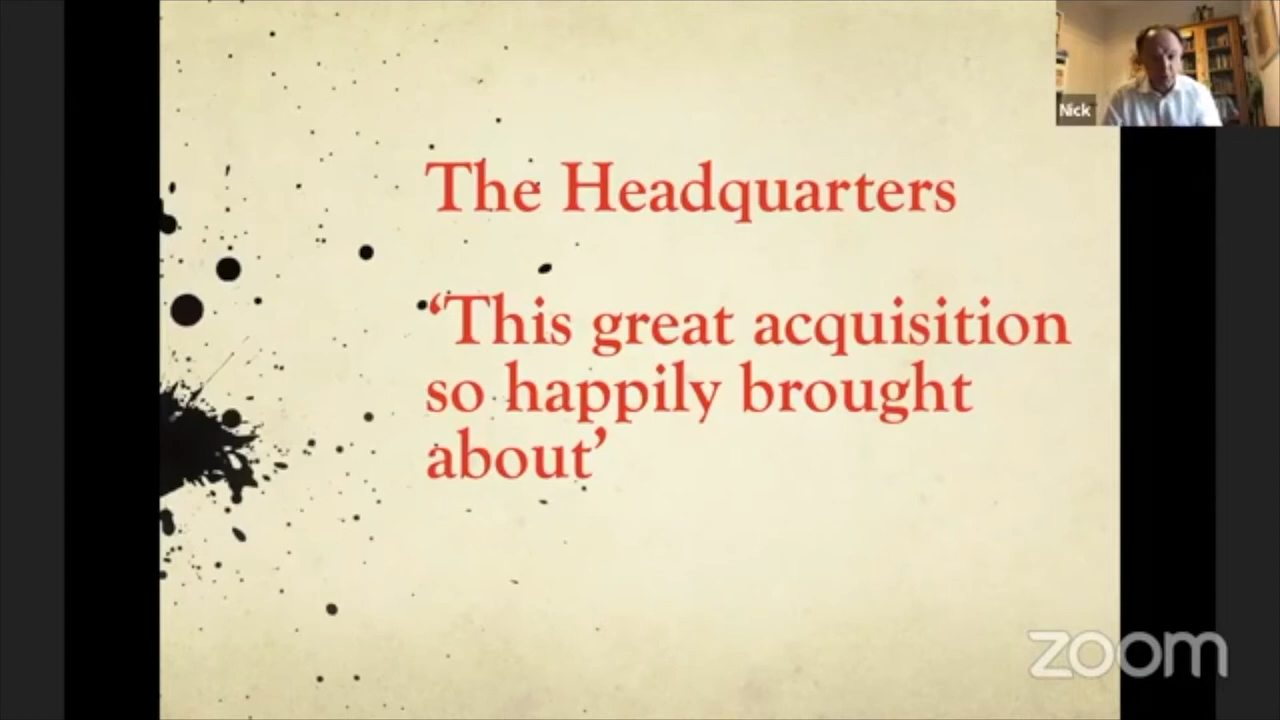 Nick
The Headquarters
‘This great acquisition
so happily brought
about’
zoom